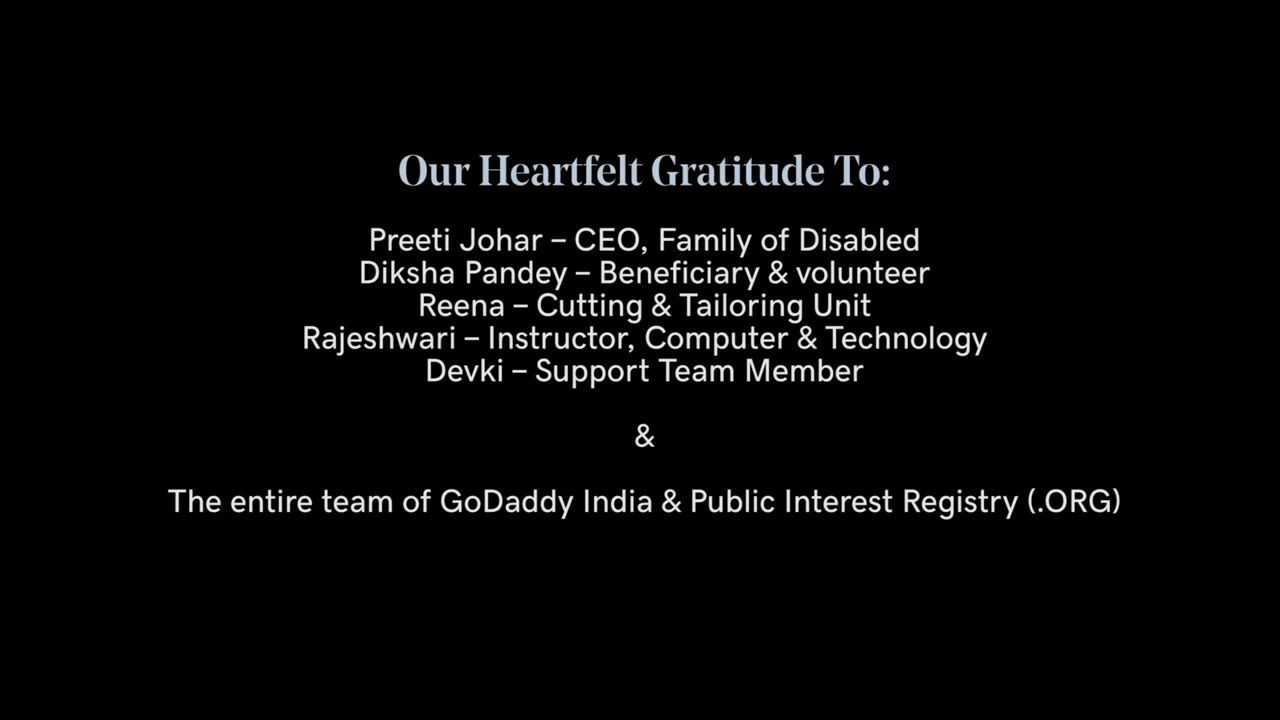 Our Heartfelt Gratitude To:
Preeti Johar – CEO, Family of Disabled
Diksha Pandey – Beneficiary & volunteer
Reena – Cutting & Tailoring Unit
Rajeshwari – Instructor, Computer & Technology
Devki – Support Team Member
&
The entire team of GoDaddy India & Public Interest Registry (.ORG)